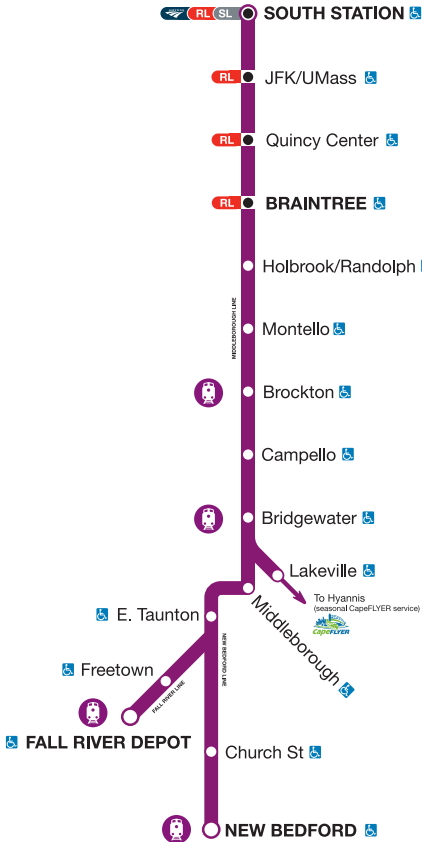 RL SL SOUTH STATION
RL JFK/UMass
RL Quincy Center
RL BRAINTREE
Holbrook/Randolph
MIDDLEBOROUGH LINE
Montello
Brockton
Campello
Bridgewater
Lakeville
To Hyannis
(seasonal CapeFLYER service)
CapeFLYER
Middleborough
E. Taunton
NEW BEDFORD LINE
Freetown
FALL RIVER LINE
FALL RIVER DEPOT
Church St
NEW BEDFORD